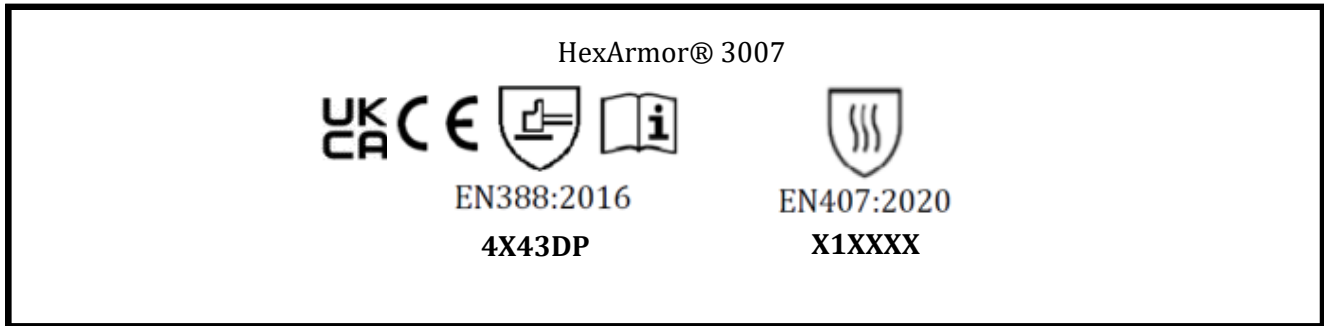 HexArmor® 3007
UK
CA CE i
EN388:2016 EN407:2020
4X43DP X1XXXX